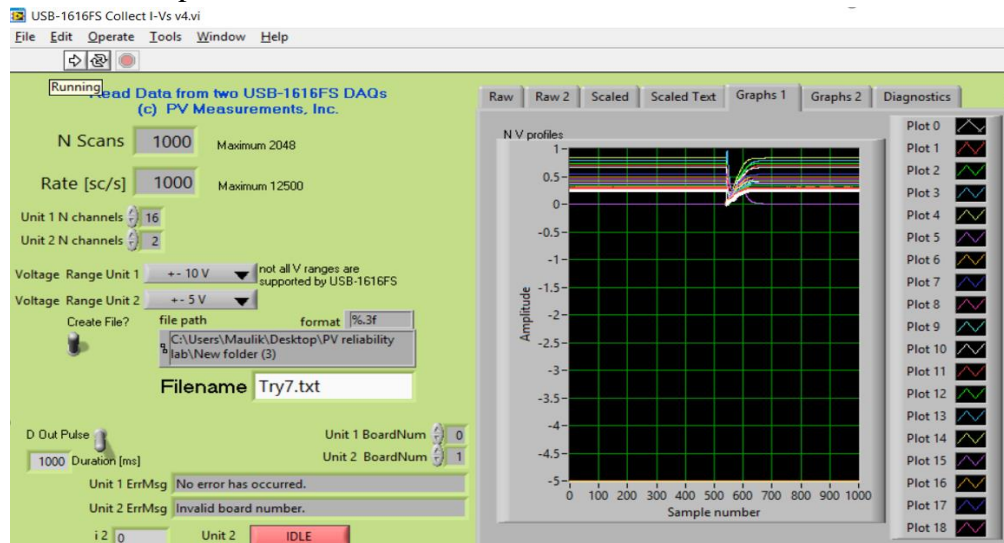 USB-1616FS Collect I-Vs v4.vi
File Edit Operate Tools Window Help
Running
Read Data from two USB-1616FS DAQs
(c) PV Measurements, Inc.
N Scans 1000 Maximum 2048
Rate [sc/s] 1000 Maximum 12500
Unit 1 N channels 16
Unit 2 N channels 2
Voltage Range Unit 1 +- 10 V not all V ranges are
supported by USB-1616FS
Voltage Range Unit 2 +- 5 V
Create File? file path format %.3f
C:\Users\Maulik\Desktop\PV reliability
lab\New folder (3)
Filename Try7.txt
D Out Pulse
1000 Duration [ms]
Unit 1 BoardNum 0
Unit 2 BoardNum 1
Unit 1 ErrMsg No error has occurred.
Unit 2 ErrMsg Invalid board number.
i 2 0 Unit 2 IDLE
Raw Raw 2 Scaled Scaled Text Graphs 1 Graphs 2 Diagnostics
N V profiles
1
0.5
0
-0.5
-1
-1.5
-2
-2.5
-3
-3.5
-4
-4.5
-5
Amplitude
0 100 200 300 400 500 600 700 800 900 1000
Sample number
Plot 0
Plot 1
Plot 2
Plot 3
Plot 4
Plot 5
Plot 6
Plot 7
Plot 8
Plot 9
Plot 10
Plot 11
Plot 12
Plot 13
Plot 14
Plot 15
Plot 16
Plot 17
Plot 18